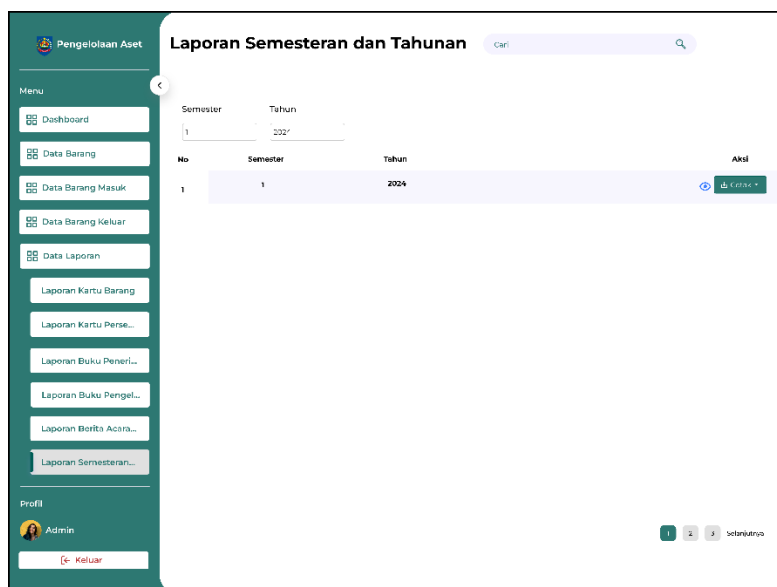 Pengelolaan Aset
Menu
Dashboard
Data Barang
Data Barang Masuk
Data Barang Keluar
Data Laporan
Laporan Kartu Barang
Laporan Kartu Perse...
Laporan Buku Peneri...
Laporan Buku Pengel...
Laporan Berita Acara...
Laporan Semesteran...
Profil
Admin
Keluar
Laporan Semesteran dan Tahunan
Cari
Semester Tahun
1 2024
No Semester Tahun Aksi
1 1 2024 Cetak
1 2 3 Selanjutnya